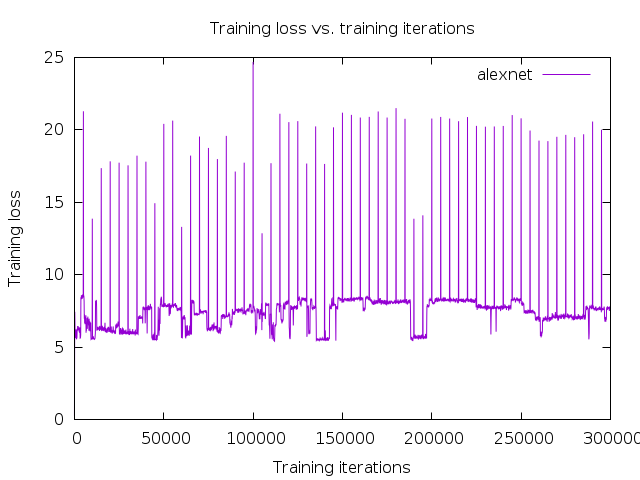 Training loss vs. training iterations
alexnet
25
20
15
10
5
0
Training loss
0 50000 100000 150000 200000 250000 300000
Training iterations